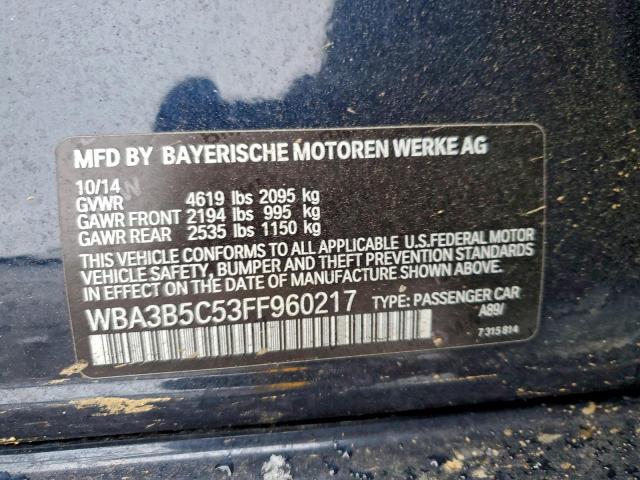 MFD BY BAYERISCHE MOTOREN WERKE AG
10/14
GVWR 4619 lbs 2095 kg
GAWR FRONT 2194 lbs 995 kg
GAWR REAR 2535 lbs 1150 kg
THIS VEHICLE CONFORMS TO ALL APPLICABLE U.S.FEDERAL MOTOR
VEHICLE SAFETY, BUMPER AND THEFT PREVENTION STANDARDS
IN EFFECT ON THE DATE OF MANUFACTURE SHOWN ABOVE.
WBA3B5C53FF960217 TYPE: PASSENGER CAR
A89/
7 315 814